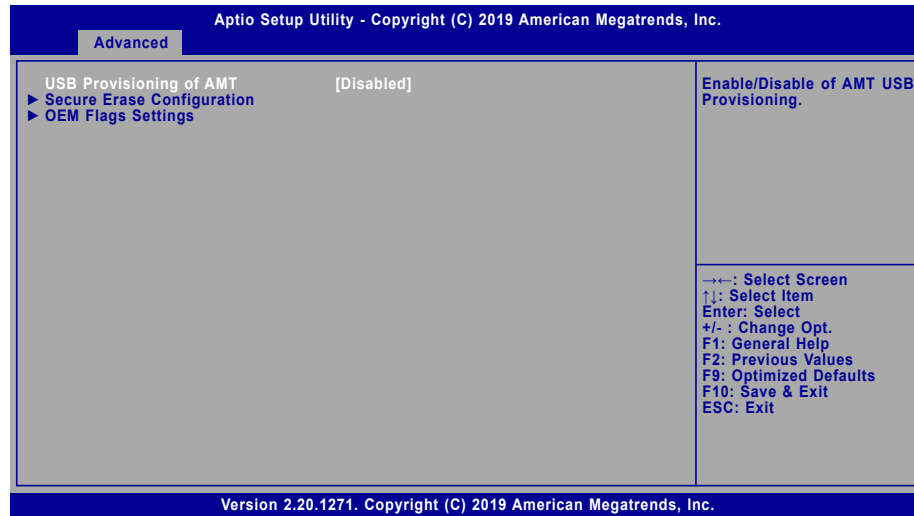 Aptio Setup Utility - Copyright (C) 2019 American Megatrends, Inc.
Advanced
USB Provisioning of AMT [Disabled]
▶ Secure Erase Configuration
▶ OEM Flags Settings
Enable/Disable of AMT USB
Provisioning.
→←: Select Screen
↑↓: Select Item
Enter: Select
+/- : Change Opt.
F1: General Help
F2: Previous Values
F9: Optimized Defaults
F10: Save & Exit
ESC: Exit
Version 2.20.1271. Copyright (C) 2019 American Megatrends, Inc.